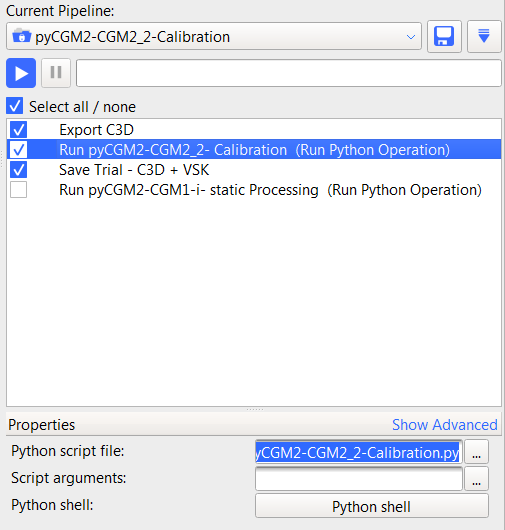 Current Pipeline:
pyCGM2-CGM2_2-Calibration
Select all / none
Export C3D
Run pyCGM2-CGM2_2- Calibration  (Run Python Operation)
Save Trial - C3D + VSK
Run pyCGM2-CGM1-i- static Processing  (Run Python Operation)
Properties Show Advanced
Python script file: yCGM2-CGM2_2-Calibration.py ...
Script arguments: ...
Python shell: Python shell